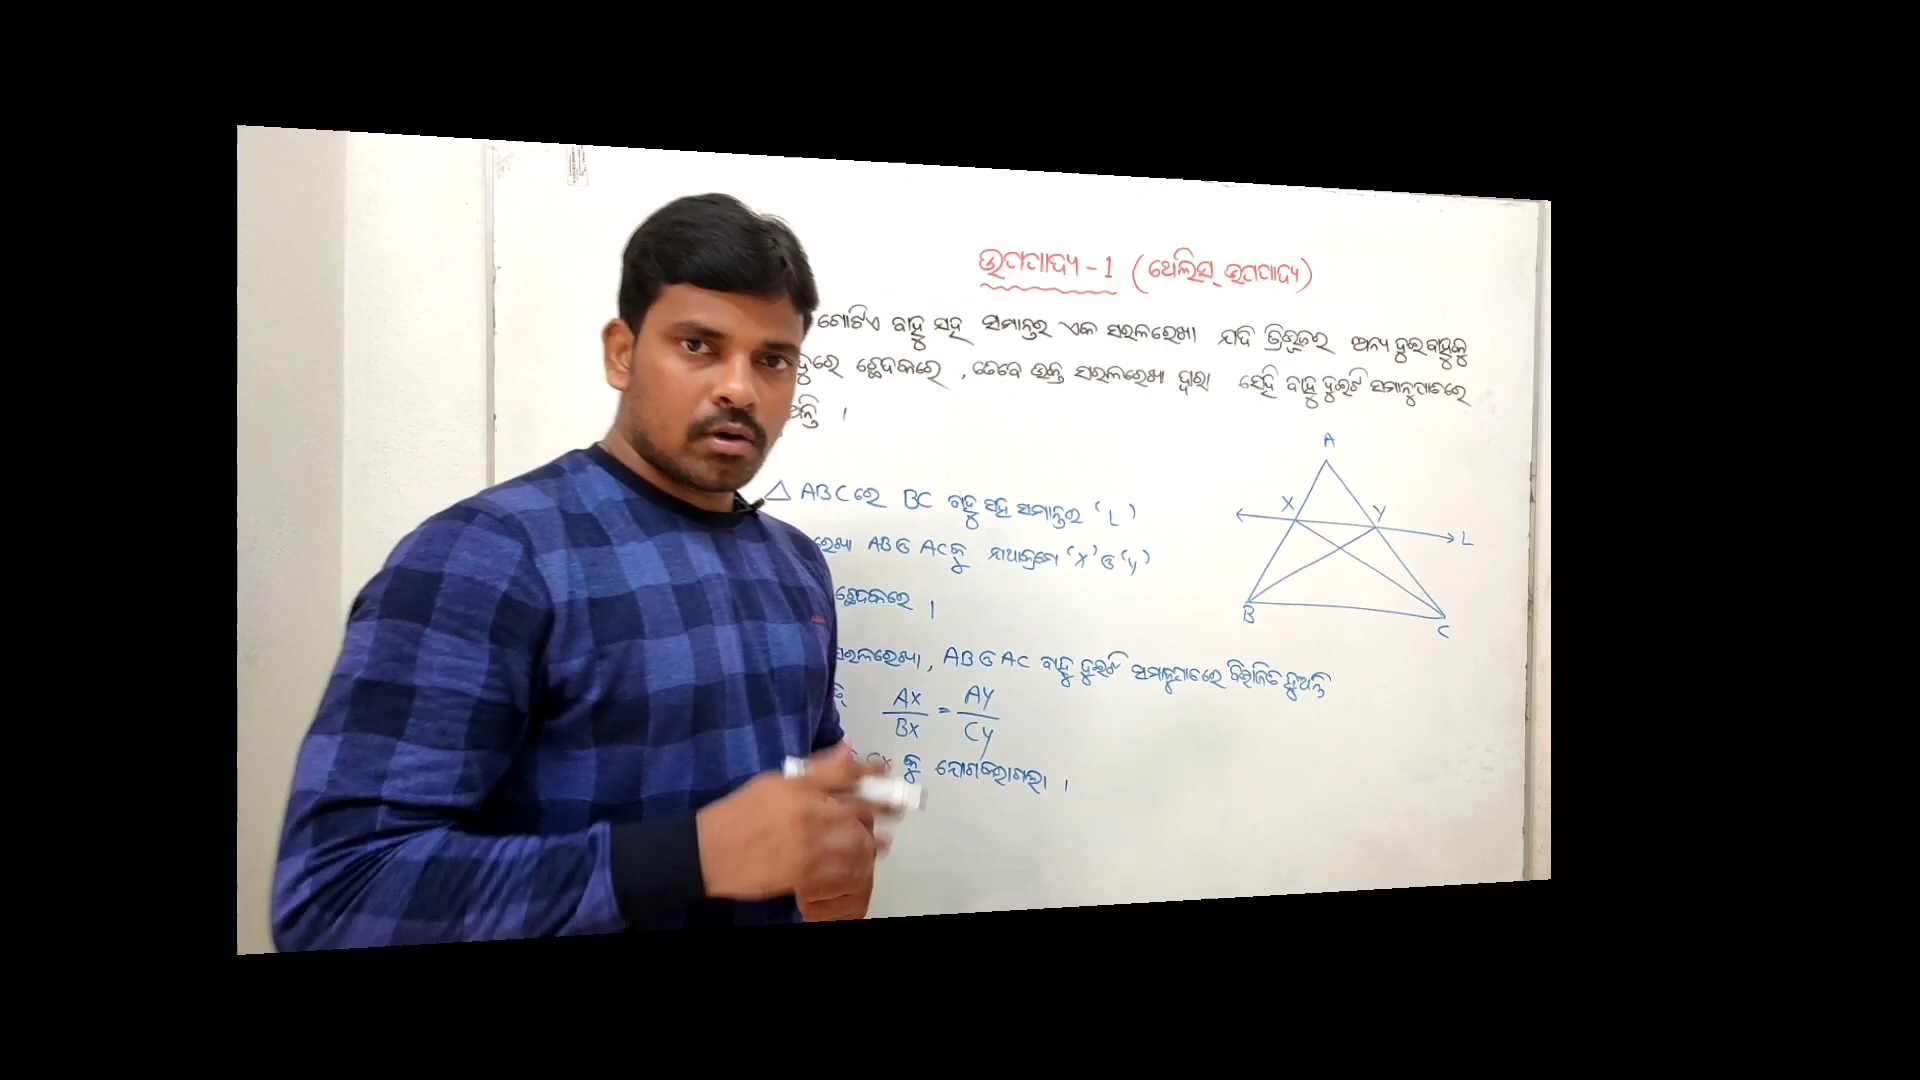 ଉପପାଦ୍ୟ - 1 (ଥେଲିସ୍ ଉପପାଦ୍ୟ)
ଗୋଟିଏ ବାହୁ ସହ ସମାନ୍ତର ଏକ ସରଳରେଖା ଯଦି ତ୍ରିଭୁଜର ଅନ୍ୟ ଦୁଇ ବାହୁକୁ
ଛେଦକରେ , ତେବେ ଉକ୍ତ ସରଳରେଖା ଦ୍ୱାରା ସେହି ବାହୁ ଦୁଇଟି ସମାନୁପାତରେ
।
△ ABC ରେ BC ବାହୁ ସହ ସମାନ୍ତର 'L'
ରେଖା AB ଓ AC କୁ ଯଥାକ୍ରମେ 'X' ଓ 'Y'
ଛେଦକରେ ।
ସରଳରେଖା, AB ଓ AC ବାହୁ ଦୁଇଟି ସମାନୁପାତରେ ବିଭାଜିତ ହୁଅନ୍ତି
AX/BX = AY/CY
CX କୁ ଯୋଗକରାଗଲା ।
A
X
Y
L
B
C